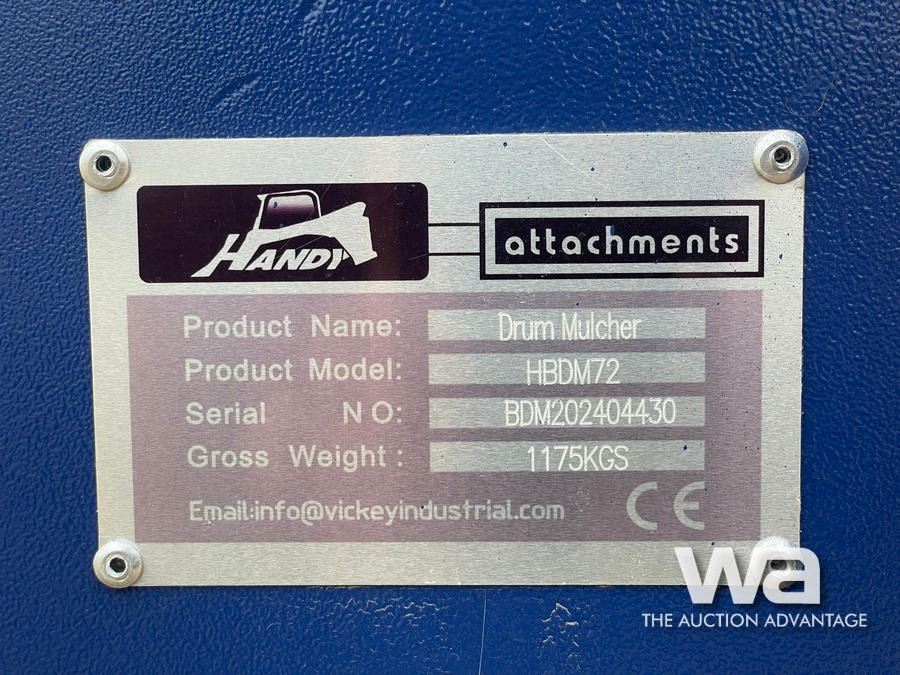 HANDY
attachments
Product Name: Drum Mulcher
Product Model: HBDM72
Serial NO: BDM202404430
Gross Weight: 1175KGS
Email:info@vickeyindustrial.com CE
wa
THE AUCTION ADVANTAGE